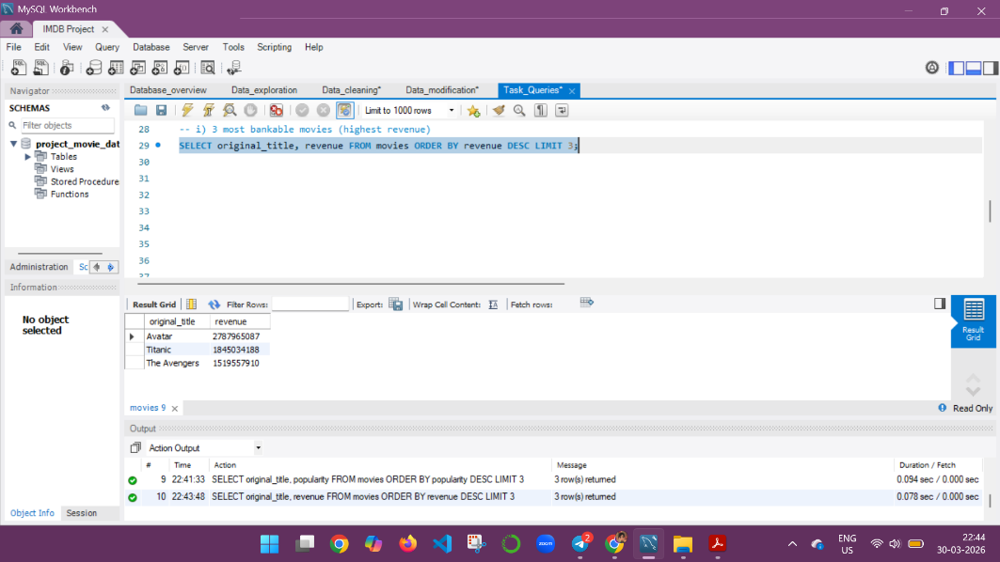 MySQL Workbench
IMDB Project
File Edit View Query Database Server Tools Scripting Help
Navigator
SCHEMAS
Filter objects
project_movie_dat
Tables
Views
Stored Procedure
Functions
Administration Sc
Information
No object
selected
Object Info Session
Database_overview Data_exploration Data_cleaning* Data_modification* Task_Queries*
Limit to 1000 rows
28 -- i) 3 most bankable movies (highest revenue)
29 SELECT original_title, revenue FROM movies ORDER BY revenue DESC LIMIT 3;
30
31
32
33
34
35
36
37
Result Grid Filter Rows: Export: Wrap Cell Content: Fetch rows:
original_title revenue
Avatar 2787965087
Titanic 1845034188
The Avengers 1519557910
Result
Grid
movies 9 Read Only
Output
Action Output
# Time Action Message Duration / Fetch
9 22:41:33 SELECT original_title, popularity FROM movies ORDER BY popularity DESC LIMIT 3 3 row(s) returned 0.094 sec / 0.000 sec
10 22:43:48 SELECT original_title, revenue FROM movies ORDER BY revenue DESC LIMIT 3 3 row(s) returned 0.078 sec / 0.000 sec
zoom
2
ENG
US
22:44
30-03-2026